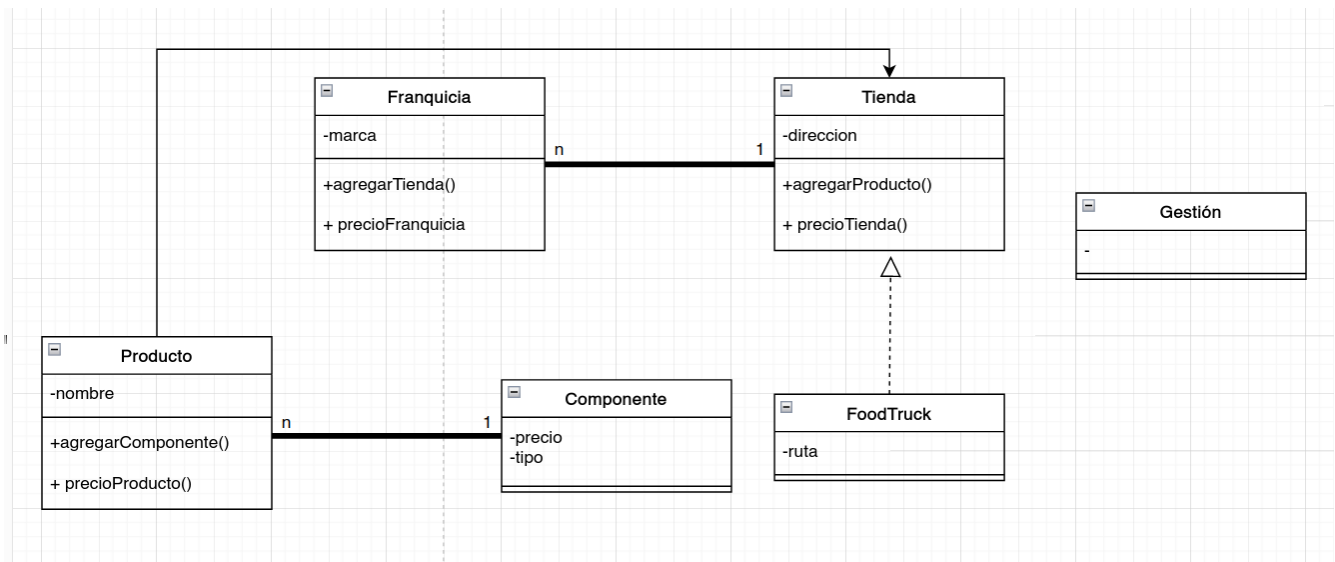 Franquicia
-marca
+agregarTienda()
+ precioFranquicia
n
1
Tienda
-direccion
+agregarProducto()
+ precioTienda()
Gestión
-
Producto
-nombre
+agregarComponente()
+ precioProducto()
n
1
Componente
-precio
-tipo
FoodTruck
-ruta